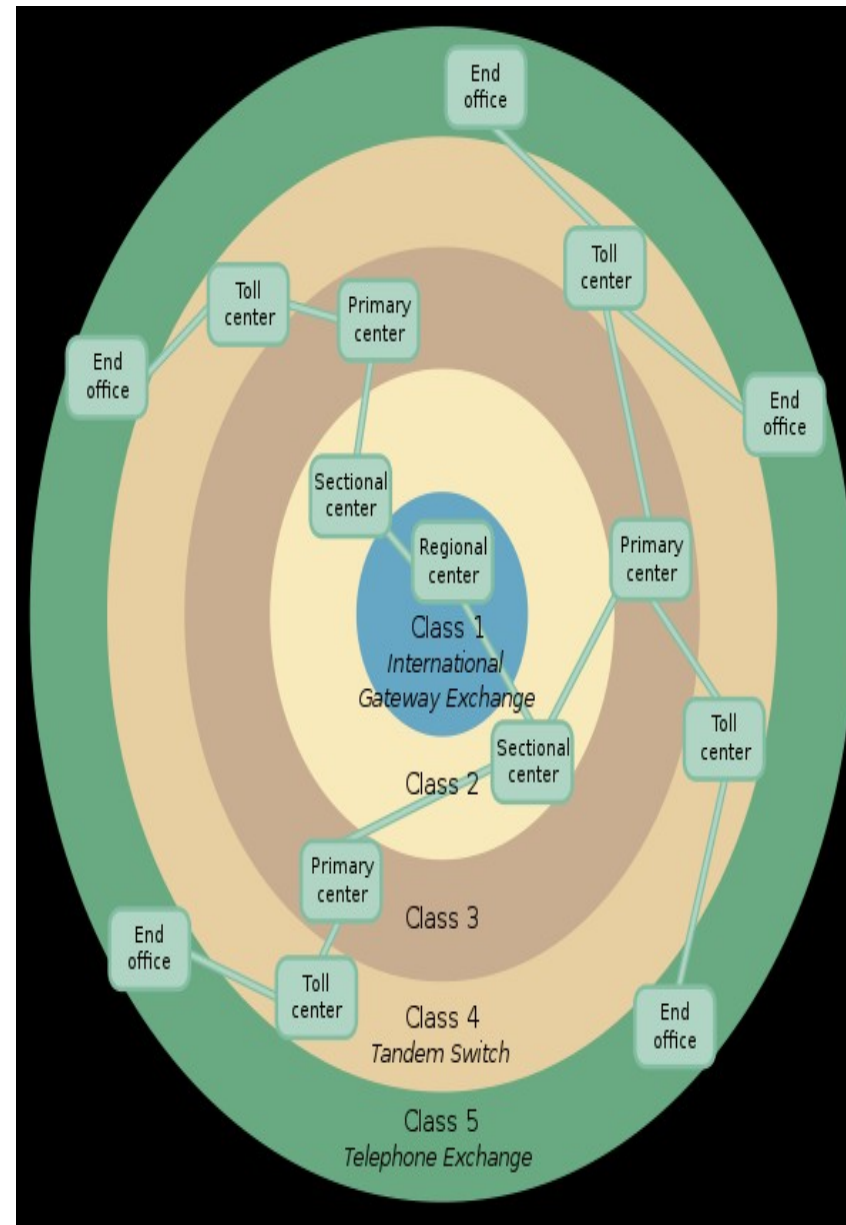 End
office
Toll
center
Toll
center
Primary
center
End
office
End
office
Sectional
center
Regional
center
Primary
center
Class 1
International
Gateway Exchange
Toll
center
Sectional
center
Class 2
Primary
center
Class 3
End
office
Toll
center
Class 4
Tandem Switch
End
office
Class 5
Telephone Exchange